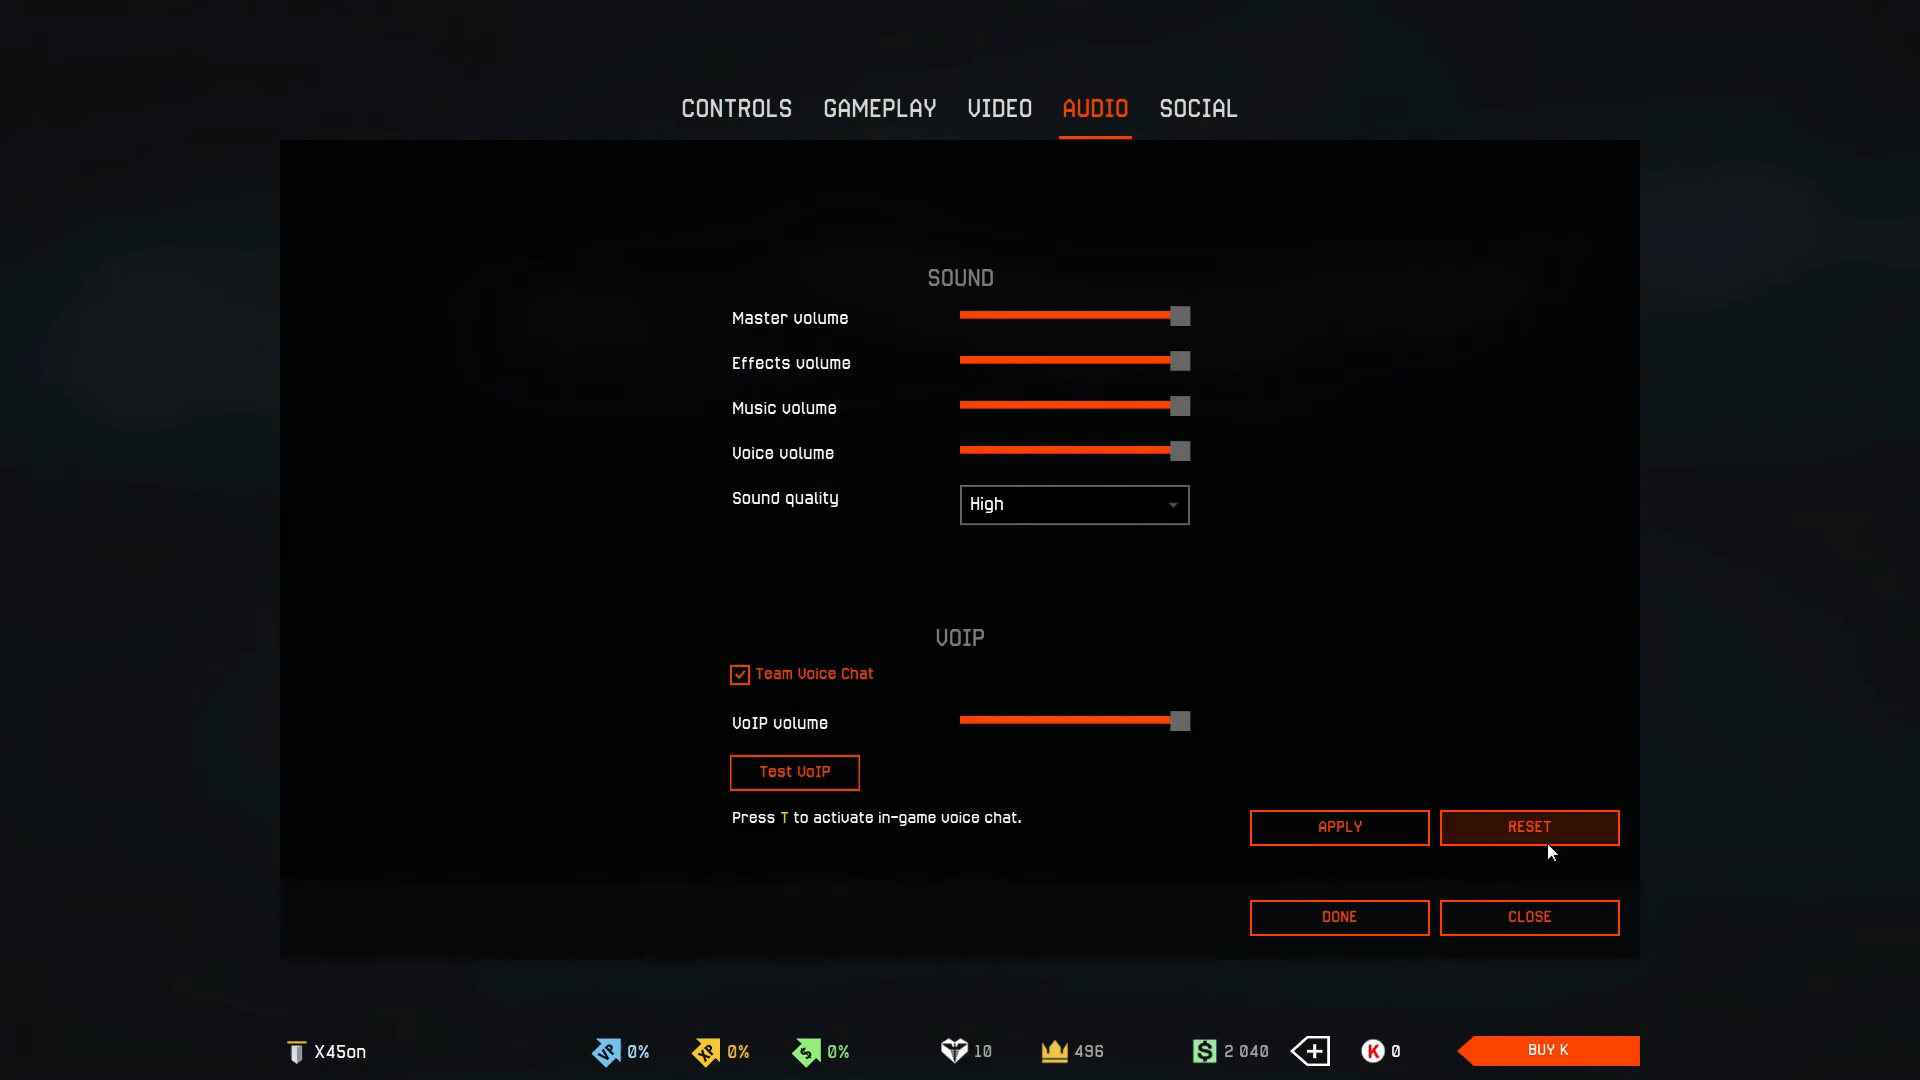 CONTROLS GAMEPLAY VIDEO AUDIO SOCIAL
SOUND
Master volume
Effects volume
Music volume
Voice volume
Sound quality High
VOIP
Team Voice Chat
VoIP volume
Test VoIP
Press T to activate in-game voice chat.
APPLY RESET
DONE CLOSE
X45on VP 0% XP 0% $ 0% 10 496 $ 2 040 K 0 BUY K